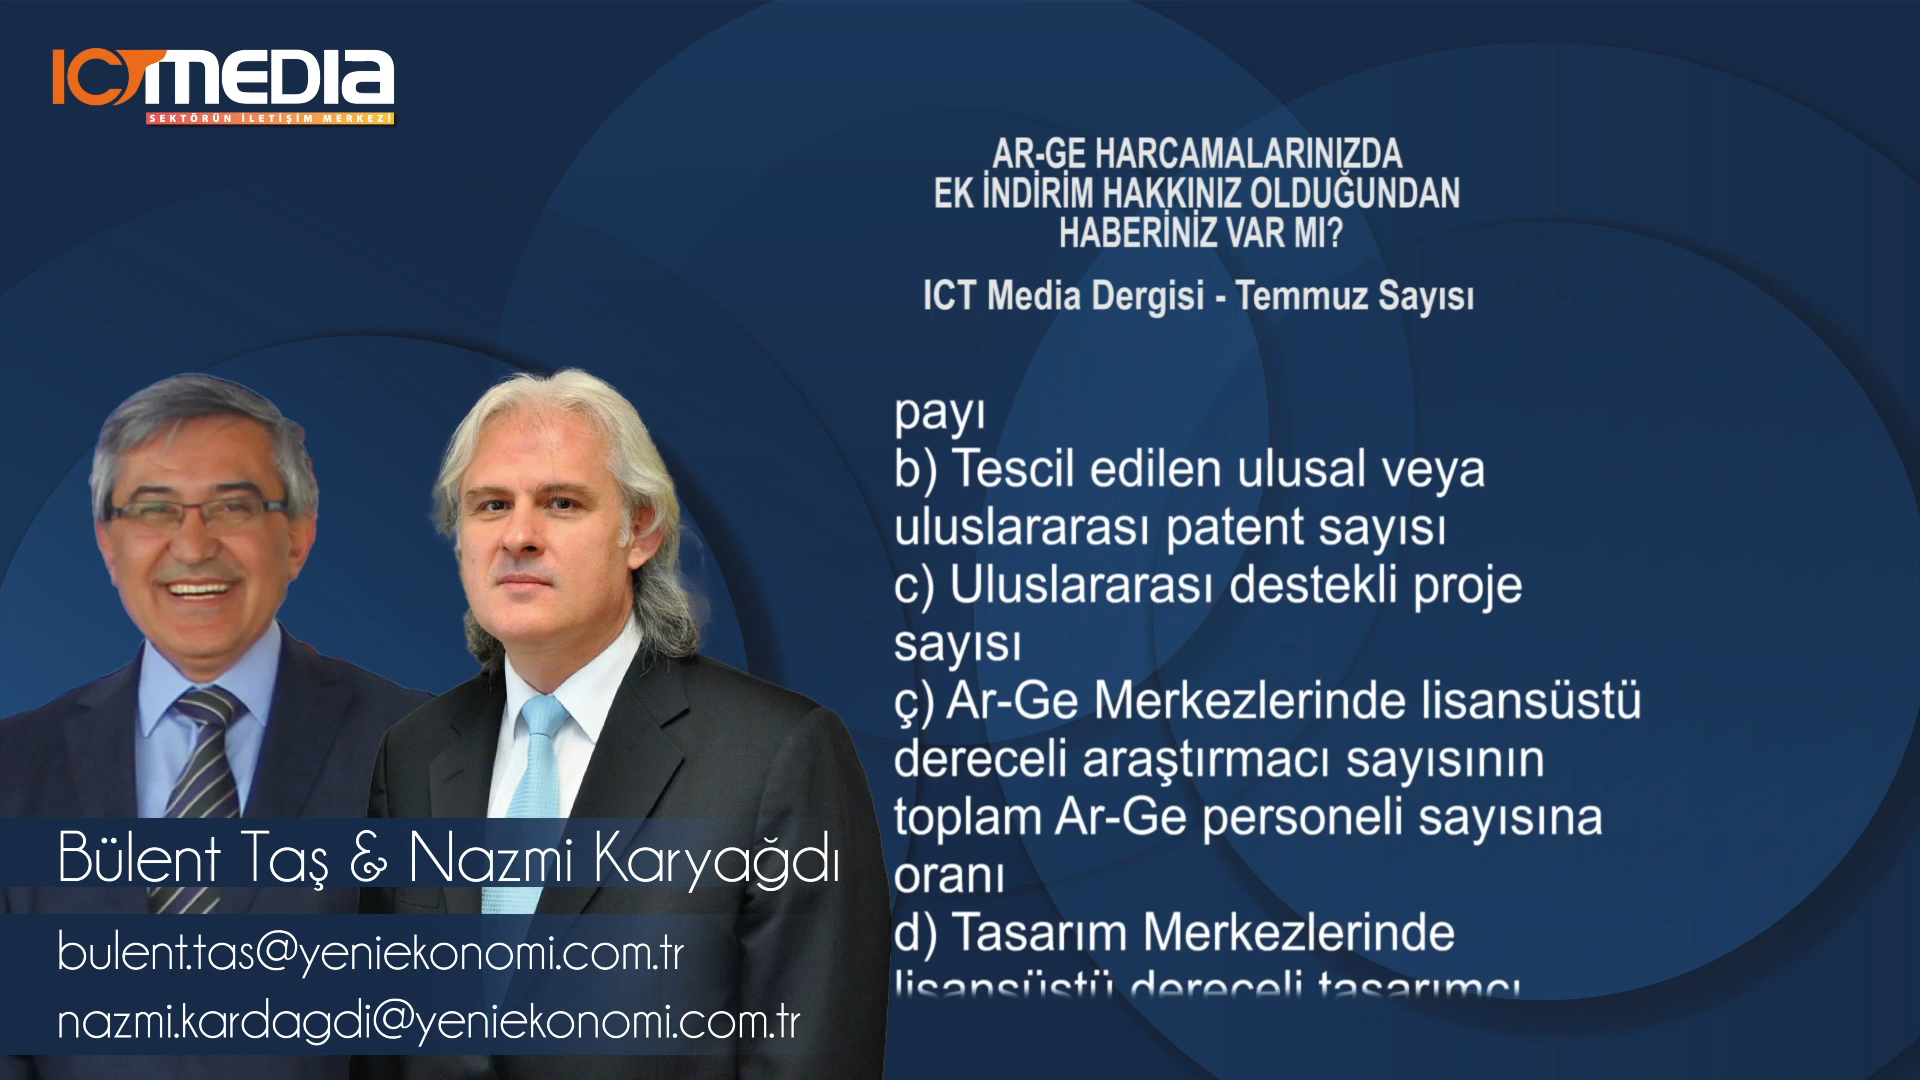 ICTMEDIA
SEKTÖRÜN İLETİŞİM MERKEZİ
AR-GE HARCAMALARINIZDA
EK İNDİRİM HAKKINIZ OLDUĞUNDAN
HABERİNİZ VAR MI?
ICT Media Dergisi - Temmuz Sayısı
payı
b) Tescil edilen ulusal veya
uluslararası patent sayısı
c) Uluslararası destekli proje
sayısı
ç) Ar-Ge Merkezlerinde lisansüstü
dereceli araştırmacı sayısının
toplam Ar-Ge personeli sayısına
oranı
d) Tasarım Merkezlerinde
lisansüstü dereceli tasarımcı
Bülent Taş & Nazmi Karyağdı
bulent.tas@yeniekonomi.com.tr
nazmi.kardagdi@yeniekonomi.com.tr